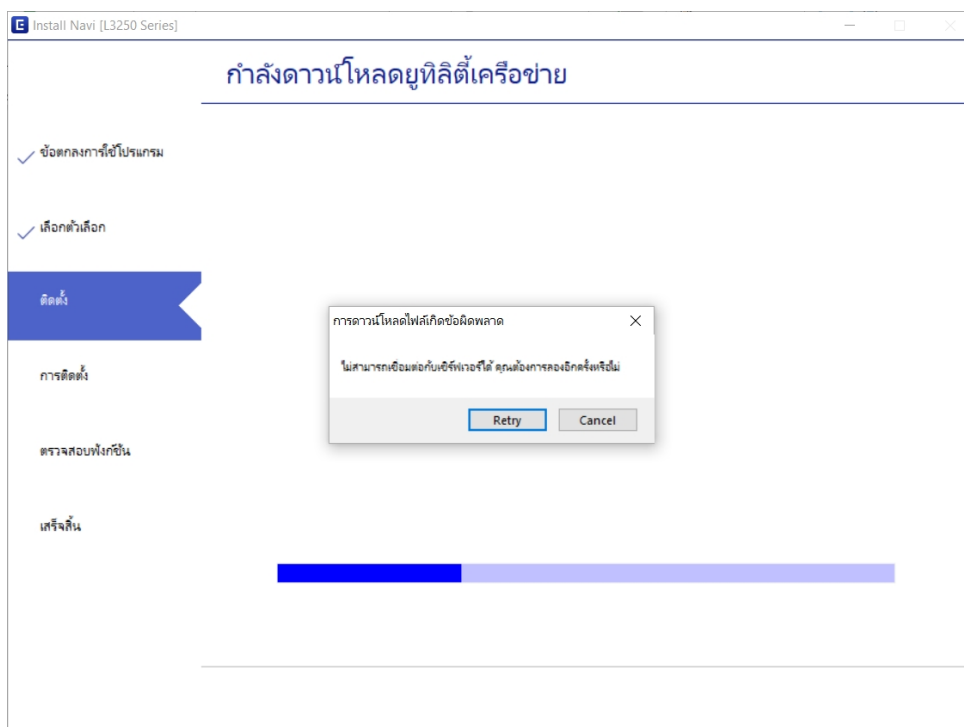 Install Navi [L3250 Series]
กำลังดาวน์โหลดยูทิลิตี้เครือข่าย
ข้อตกลงการใช้โปรแกรม
เลือกตัวเลือก
ติดตั้ง
การติดตั้ง
ตรวจสอบฟังก์ชัน
เสร็จสิ้น
การดาวน์โหลดไฟล์เกิดข้อผิดพลาด
ไม่สามารถเชื่อมต่อกับเซิร์ฟเวอร์ได้ คุณต้องการลองอีกครั้งหรือไม่
Retry
Cancel